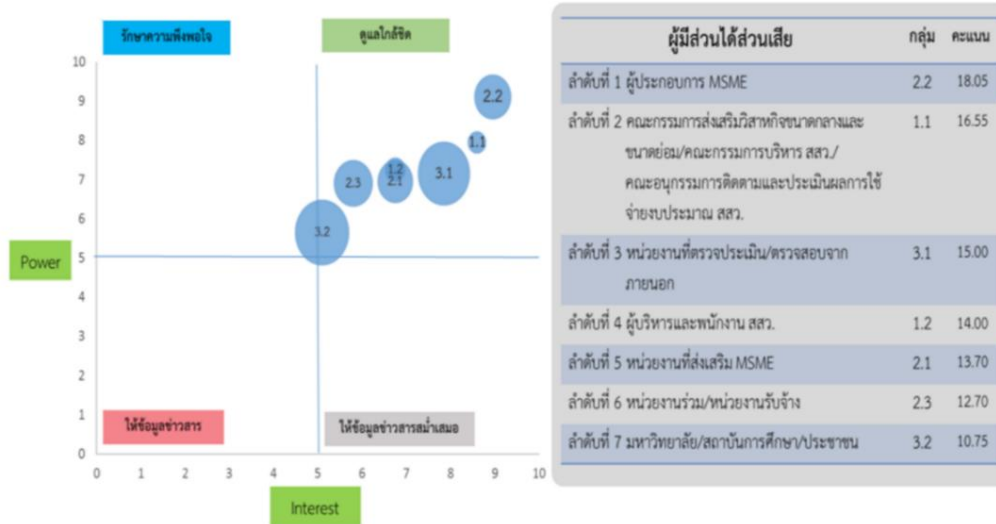 รักษาความพึงพอใจ
ดูแลใกล้ชิด
10
9
8
7
6
5
4
3
2
1
0
Power
2.2
1.1
1.2
2.1
2.3
3.1
3.2
ให้ข้อมูลข่าวสาร
ให้ข้อมูลข่าวสารสม่ำเสมอ
0 1 2 3 4 5 6 7 8 9 10
Interest
ผู้มีส่วนได้ส่วนเสีย กลุ่ม คะแนน
ลำดับที่ 1 ผู้ประกอบการ MSME 2.2 18.05
ลำดับที่ 2 คณะกรรมการส่งเสริมวิสาหกิจขนาดกลางและ 1.1 16.55
ขนาดย่อม/คณะกรรมการบริหาร สสว./
คณะอนุกรรมการติดตามและประเมินผลการใช้
จ่ายงบประมาณ สสว.
ลำดับที่ 3 หน่วยงานที่ตรวจประเมิน/ตรวจสอบจาก 3.1 15.00
ภายนอก
ลำดับที่ 4 ผู้บริหารและพนักงาน สสว. 1.2 14.00
ลำดับที่ 5 หน่วยงานที่ส่งเสริม MSME 2.1 13.70
ลำดับที่ 6 หน่วยงานร่วม/หน่วยงานรับจ้าง 2.3 12.70
ลำดับที่ 7 มหาวิทยาลัย/สถาบันการศึกษา/ประชาชน 3.2 10.75